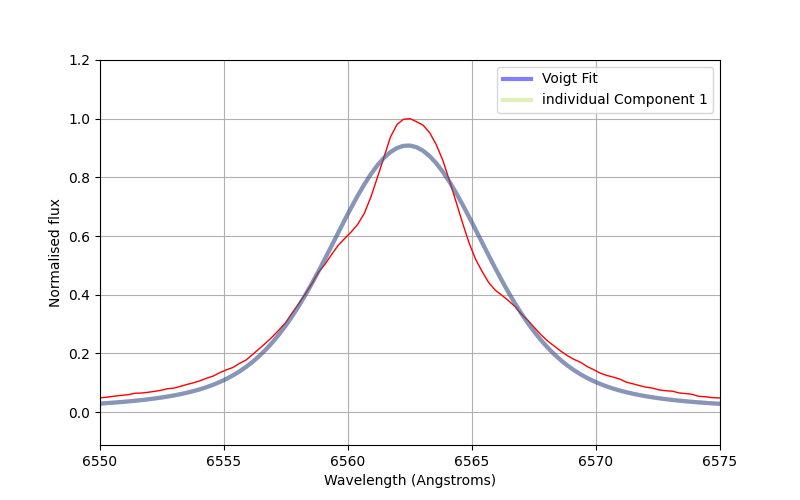 1.2
1.0
0.8
0.6
0.4
0.2
0.0
Normalised flux
Voigt Fit
individual Component 1
6550 6555 6560 6565 6570 6575
Wavelength (Angstroms)